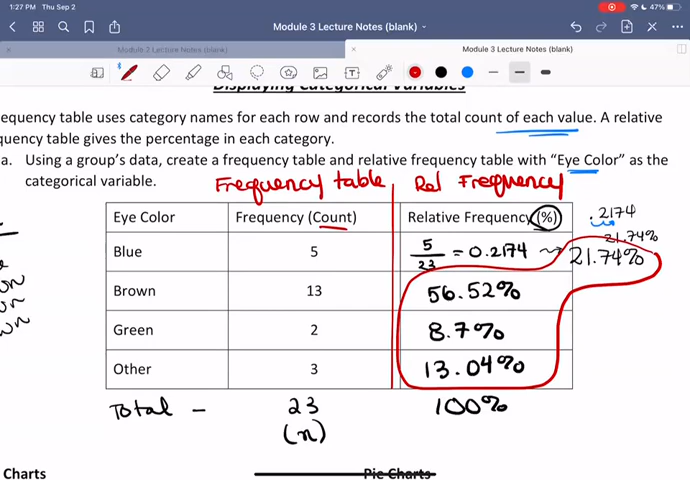 1:27 PM Thu Sep 2
47%
Module 3 Lecture Notes (blank)
Module 2 Lecture Notes (blank)
Module 3 Lecture Notes (blank)
Displaying Categorical Variables
equency table uses category names for each row and records the total count of each value. A relative
quency table gives the percentage in each category.
a. Using a group's data, create a frequency table and relative frequency table with "Eye Color" as the
categorical variable.
Frequency table Rel Frequency
Eye Color Frequency (Count) Relative Frequency (%)
.2174
21.74%
Blue 5 5/23 = 0.2174 → 21.74%
Brown 13 56.52%
Green 2 8.7%
Other 3 13.04%
Total - 23 100%
(n)
Charts Pie Charts